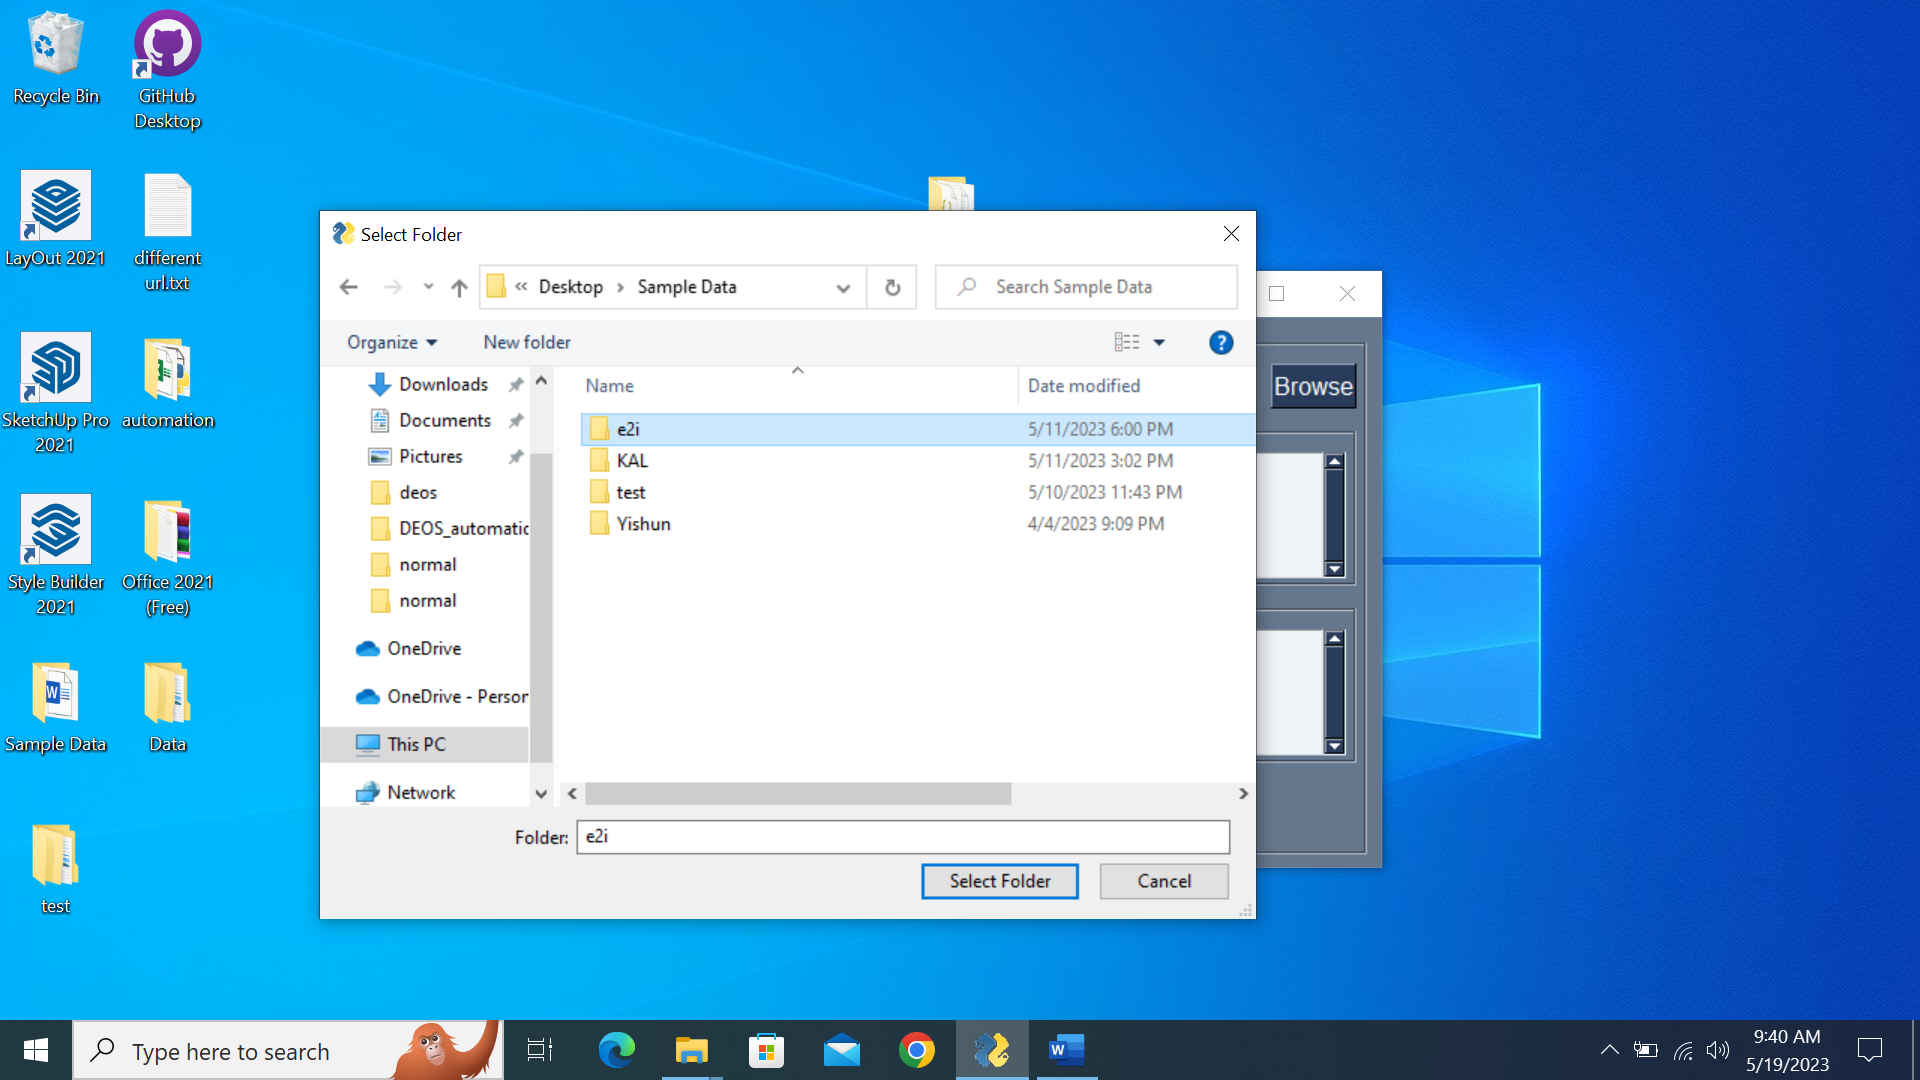 Recycle Bin
GitHub
Desktop
LayOut 2021
different
url.txt
SketchUp Pro
2021
automation
Style Builder
2021
Office 2021
(Free)
Sample Data
Data
test
Select Folder
« Desktop › Sample Data
Search Sample Data
Organize
New folder
?
Name
Date modified
Downloads
Documents
Pictures
deos
DEOS_automatic
normal
normal
OneDrive
OneDrive - Person
This PC
Network
e2i 5/11/2023 6:00 PM
KAL 5/11/2023 3:02 PM
test 5/10/2023 11:43 PM
Yishun 4/4/2023 9:09 PM
Folder: e2i
Select Folder
Cancel
Browse
Type here to search
9:40 AM
5/19/2023